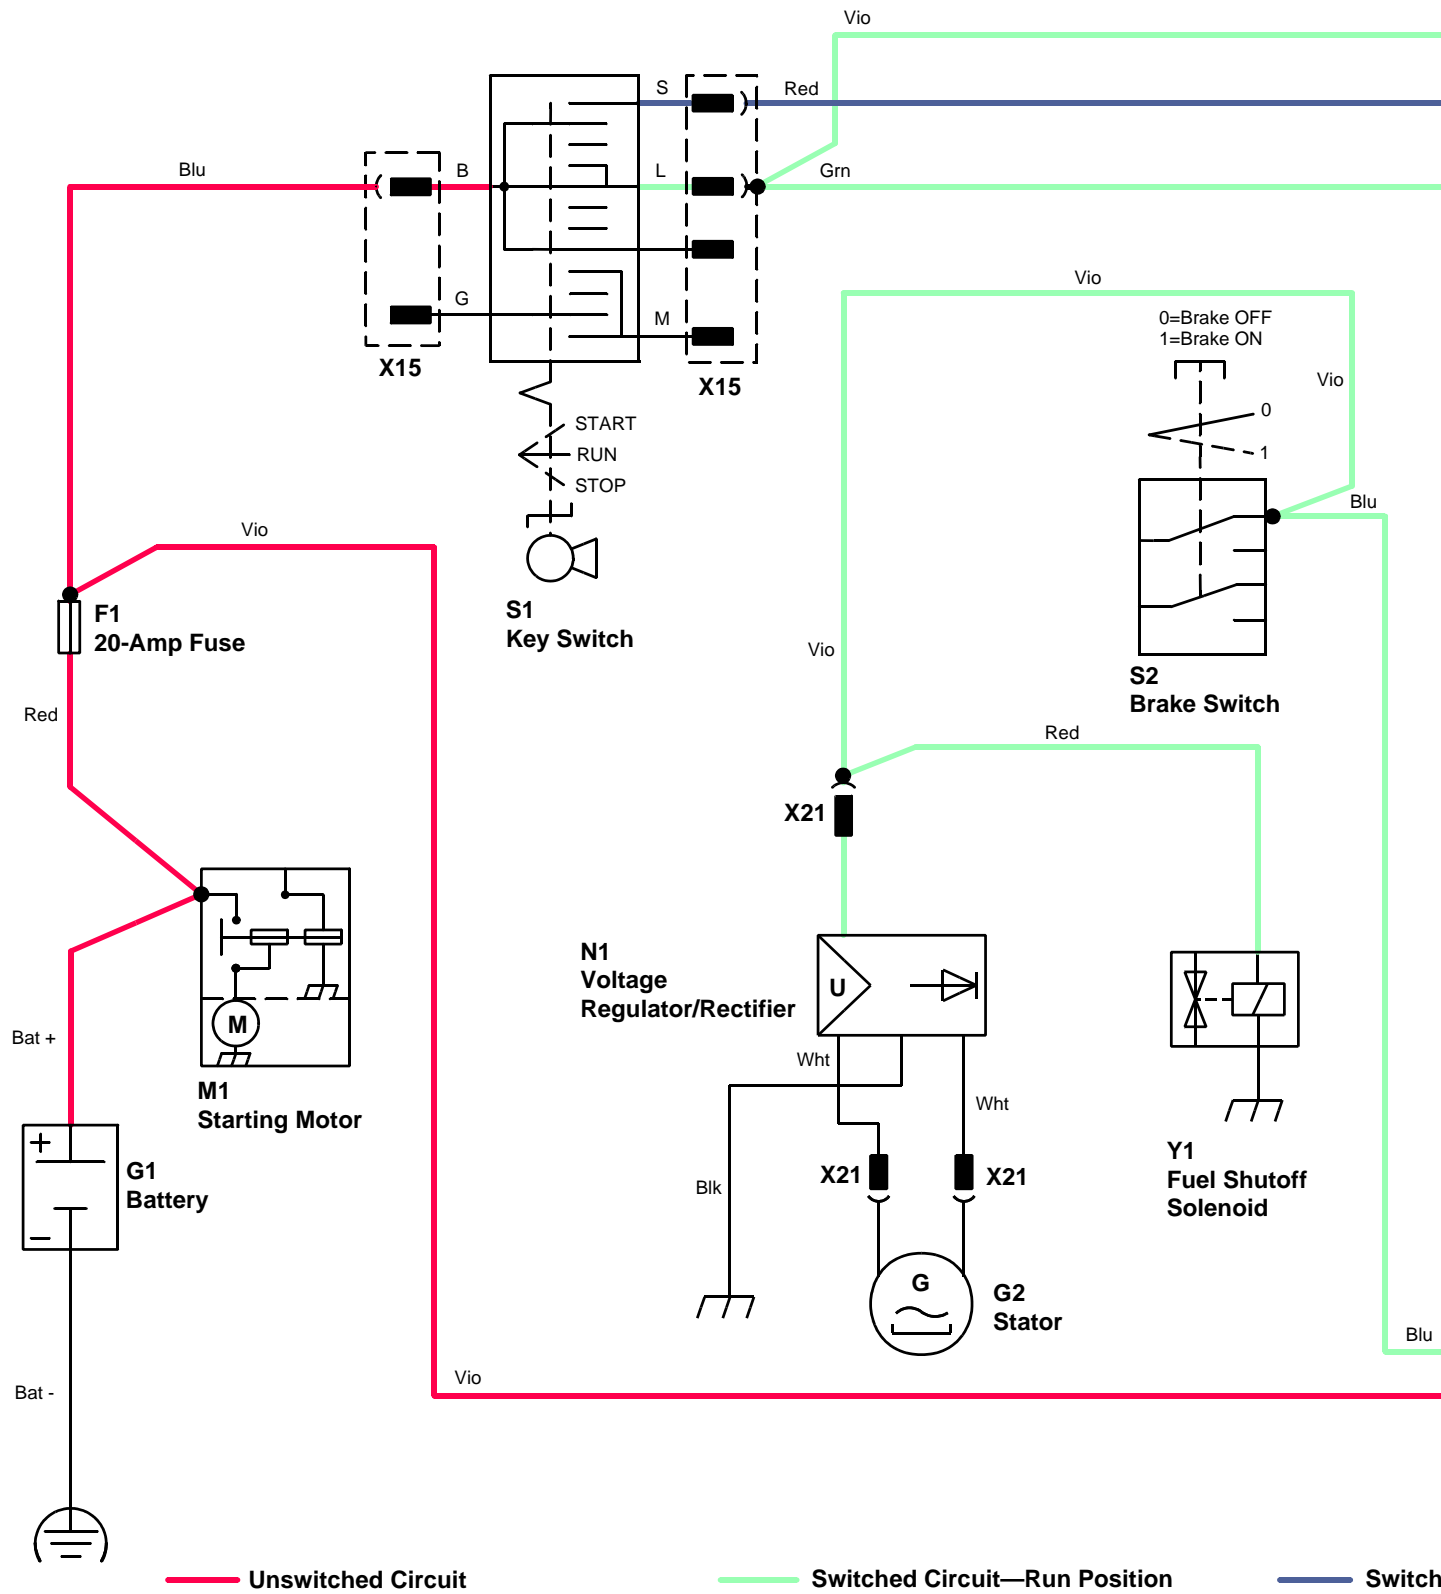 Vio
S
Red
Blu
B
L
Grn
G
M
Vio
0=Brake OFF
1=Brake ON
X15
X15
Vio
0
START
RUN
1
STOP
Blu
Vio
F1
20-Amp Fuse
S1
Key Switch
Vio
S2
Brake Switch
Red
Red
X21
N1
Voltage
Regulator/Rectifier
U
M
Bat +
Wht
M1
Starting Motor
Wht
+
G1
Battery
–
Y1
Fuel Shutoff
Solenoid
X21
X21
Blk
G
G2
Stator
Blu
Vio
Bat -
Unswitched Circuit
Switched Circuit—Run Position
Switch